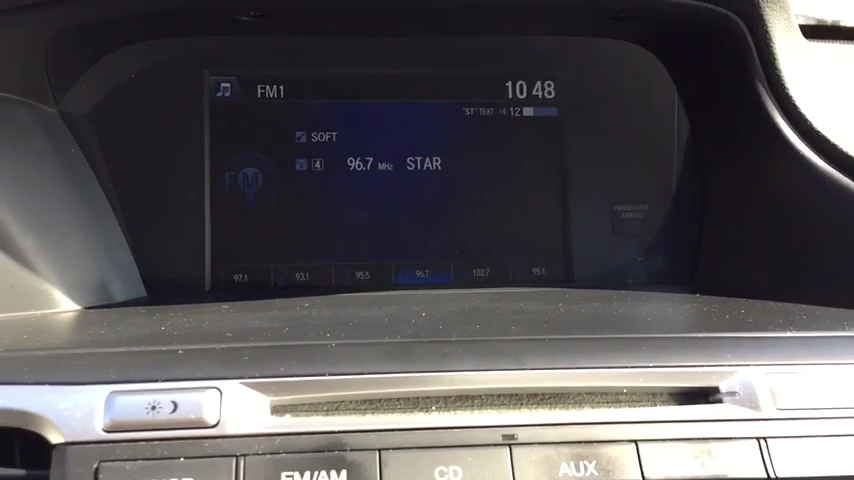 FM1
10 48
"ST" TEXT 12
SOFT
4 96.7 MHz STAR
FM
PASSENGER
AIRBAG
97.1 93.1 95.5 96.7 102.7 95.1
FM/AM CD AUX